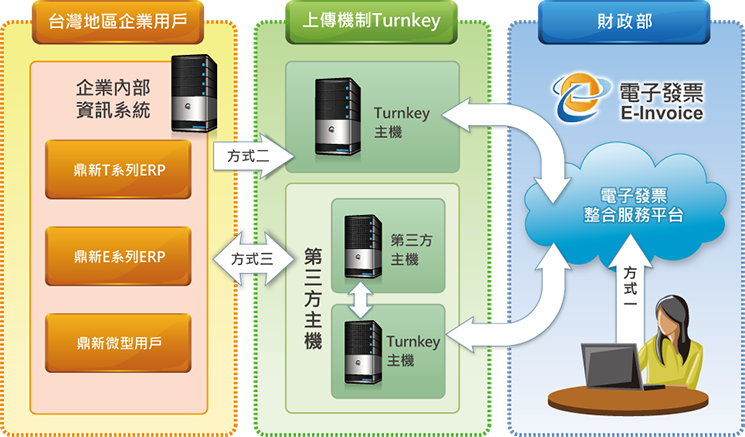 台灣地區企業用戶
企業內部
資訊系統
鼎新T系列ERP
鼎新E系列ERP
鼎新微型用戶
方式二
方式三
上傳機制Turnkey
Turnkey
主機
第三方主機
第三方
主機
Turnkey
主機
財政部
電子發票
E-Invoice
電子發票
整合服務平台
方式一